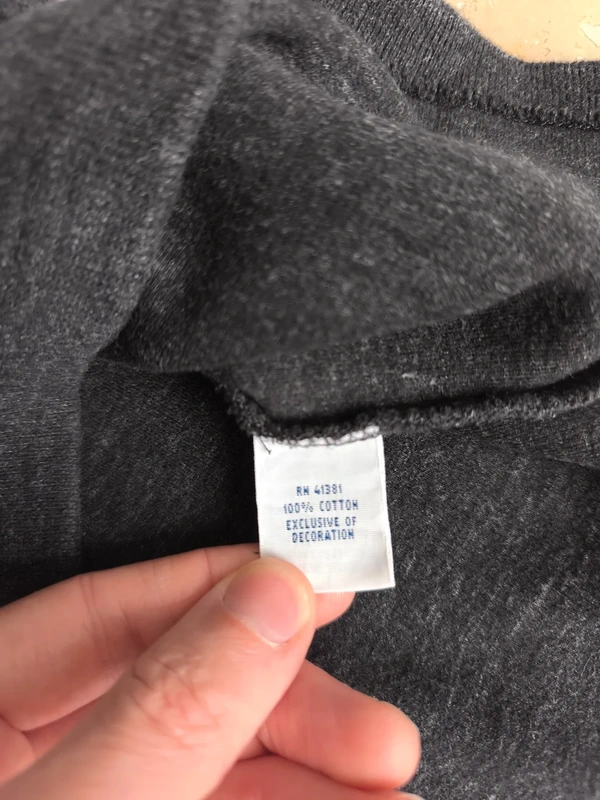 RN 41381
100% COTTON
EXCLUSIVE OF
DECORATION